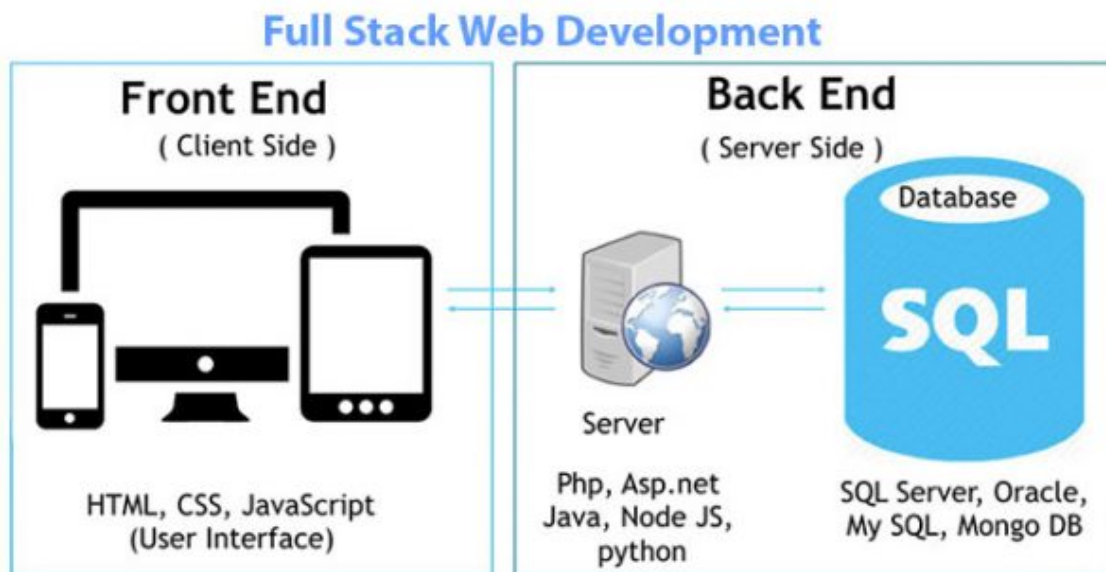 Full Stack Web Development
Front End
( Client Side )
HTML, CSS, JavaScript
(User Interface)
Back End
( Server Side )
Server
Php, Asp.net
Java, Node JS,
python
Database
SQL
SQL Server, Oracle,
My SQL, Mongo DB